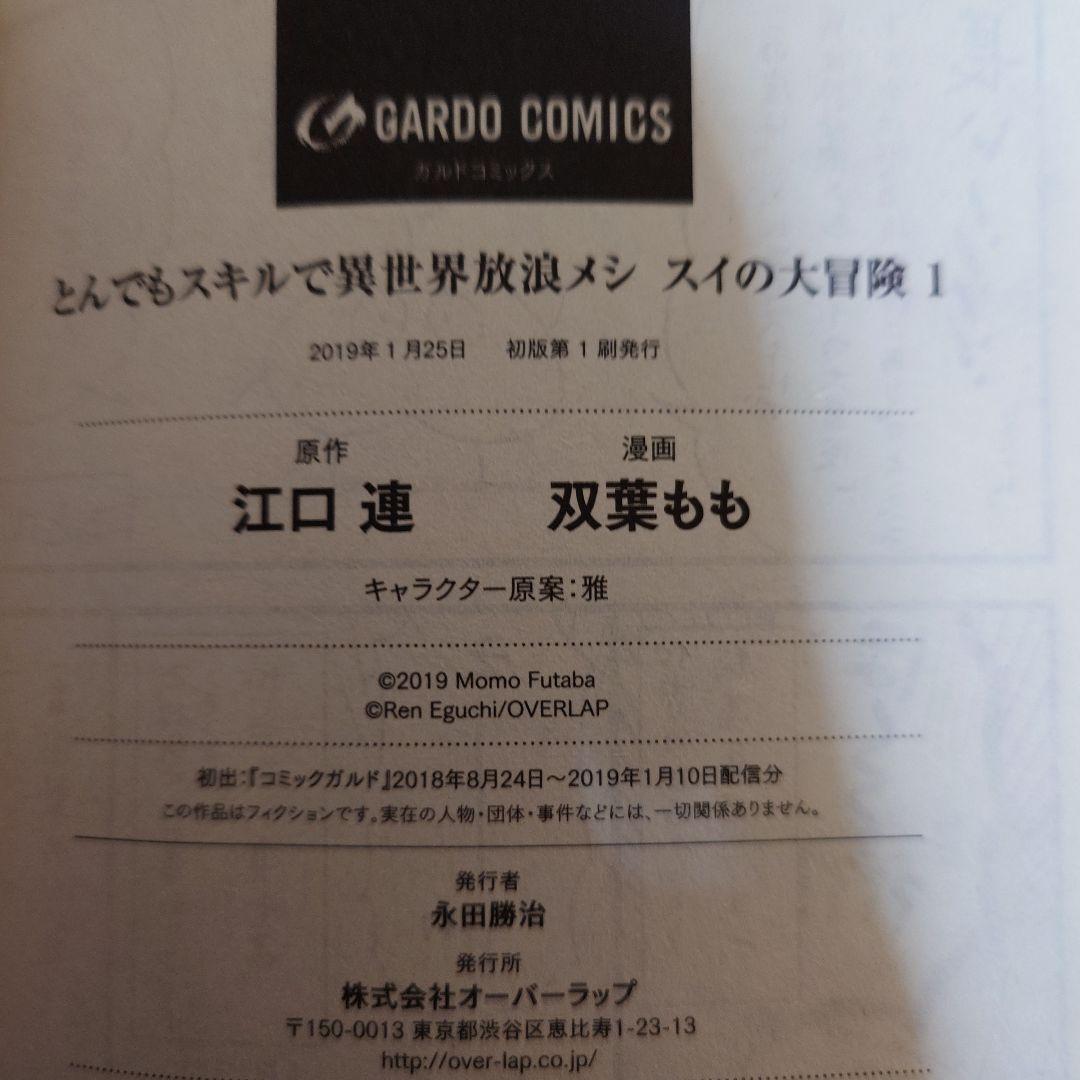 GARDO COMICS
ガルドコミックス
とんでもスキルで異世界放浪メシ スイの大冒険 1
2019年1月25日 初版第1刷発行
原作 漫画
江口 連 双葉もも
キャラクター原案：雅
©2019 Momo Futaba
©Ren Eguchi/OVERLAP
初出：『コミックガルド』2018年8月24日〜2019年1月10日配信分
この作品はフィクションです。実在の人物・団体・事件などには、一切関係ありません。
発行者
永田勝治
発行所
株式会社オーバーラップ
〒150-0013 東京都渋谷区恵比寿1-23-13
http://over-lap.co.jp/